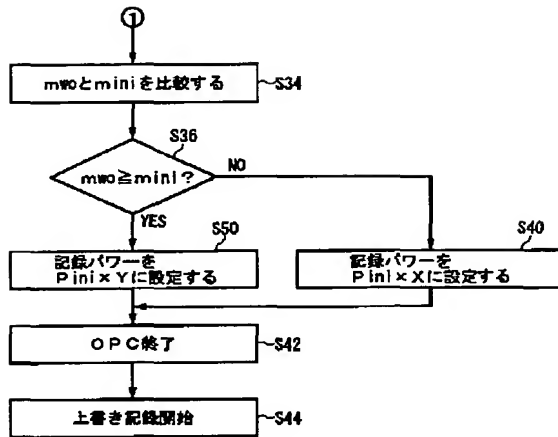 ①
mwoとminiを比較する
S34
S36
mwo≧mini?
NO
YES
S50
S40
記録パワーを
Pini×Yに設定する
記録パワーを
Pini×Xに設定する
OPC終了
S42
上書き記録開始
S44